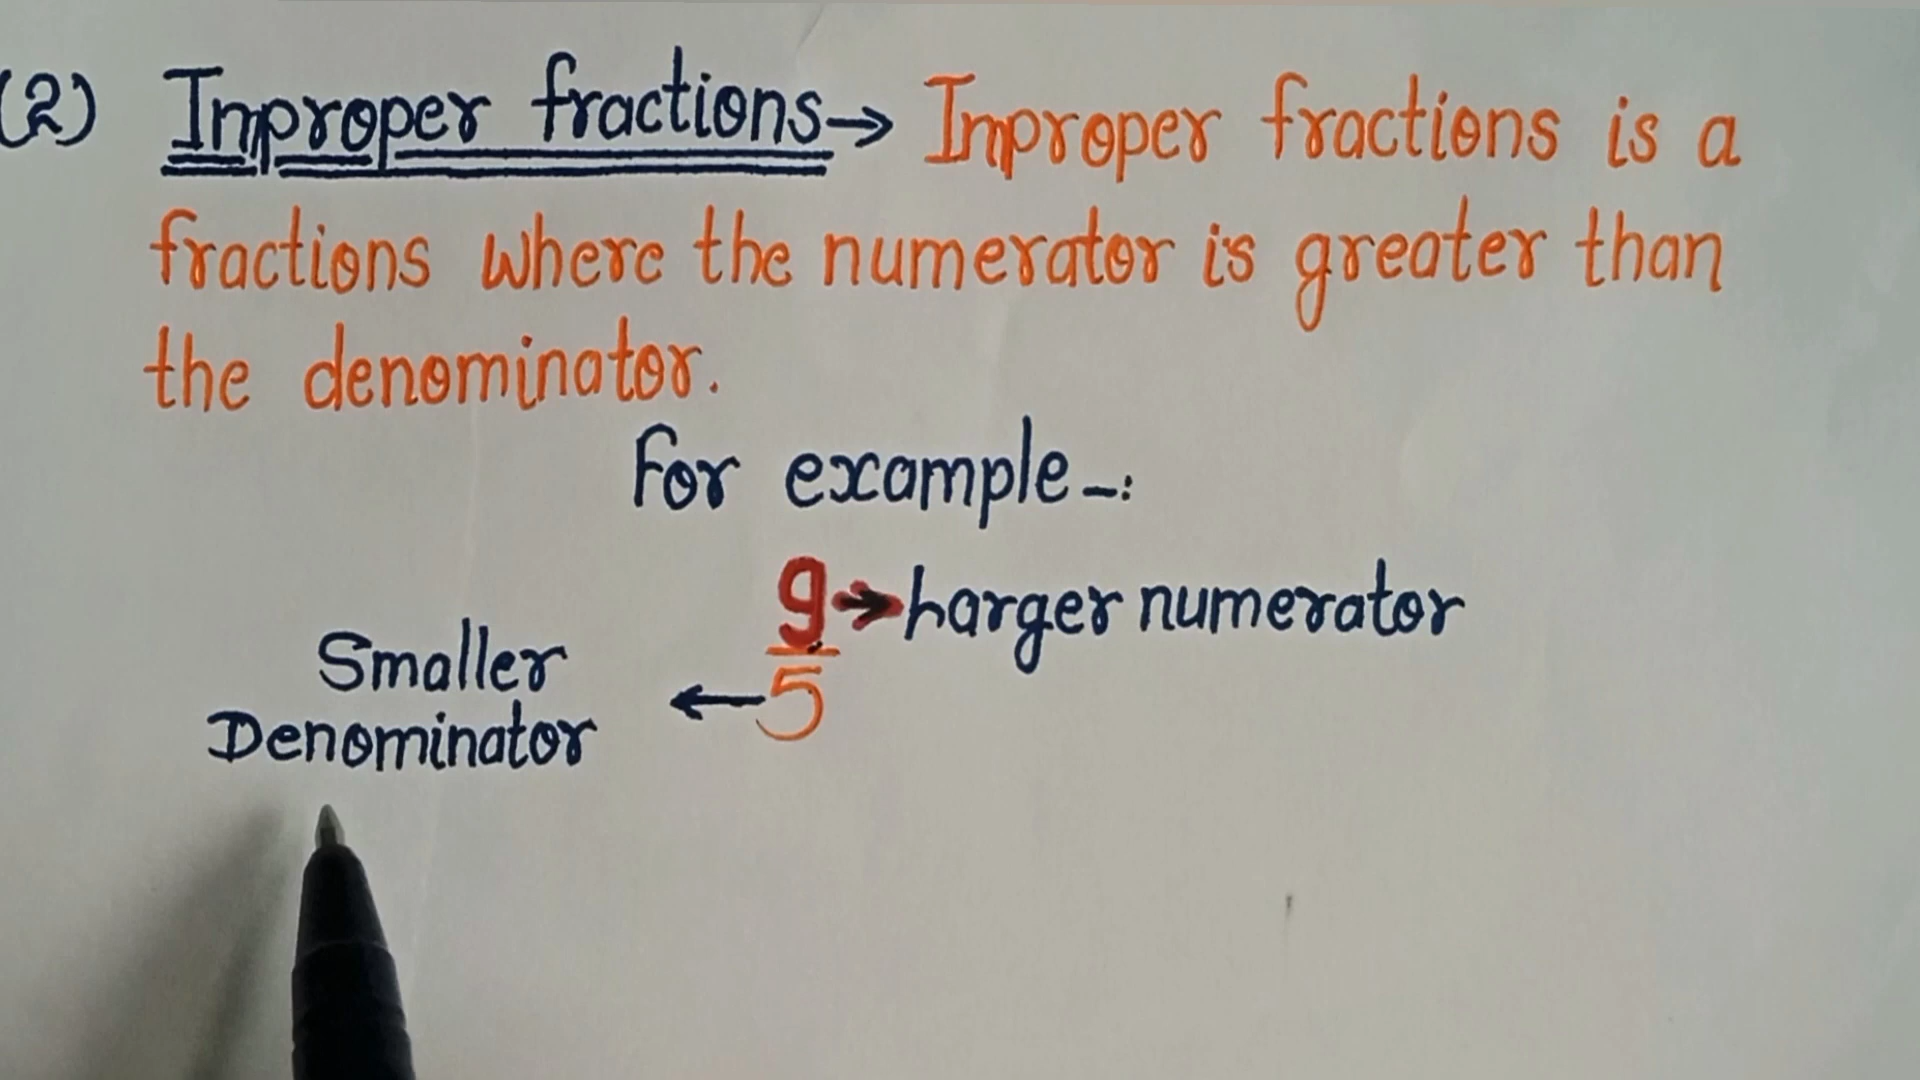 (2) Improper fractions→ Improper fractions is a
fractions where the numerator is greater than
the denominator.
For example-:
9→Larger numerator
Smaller
←5
Denominator